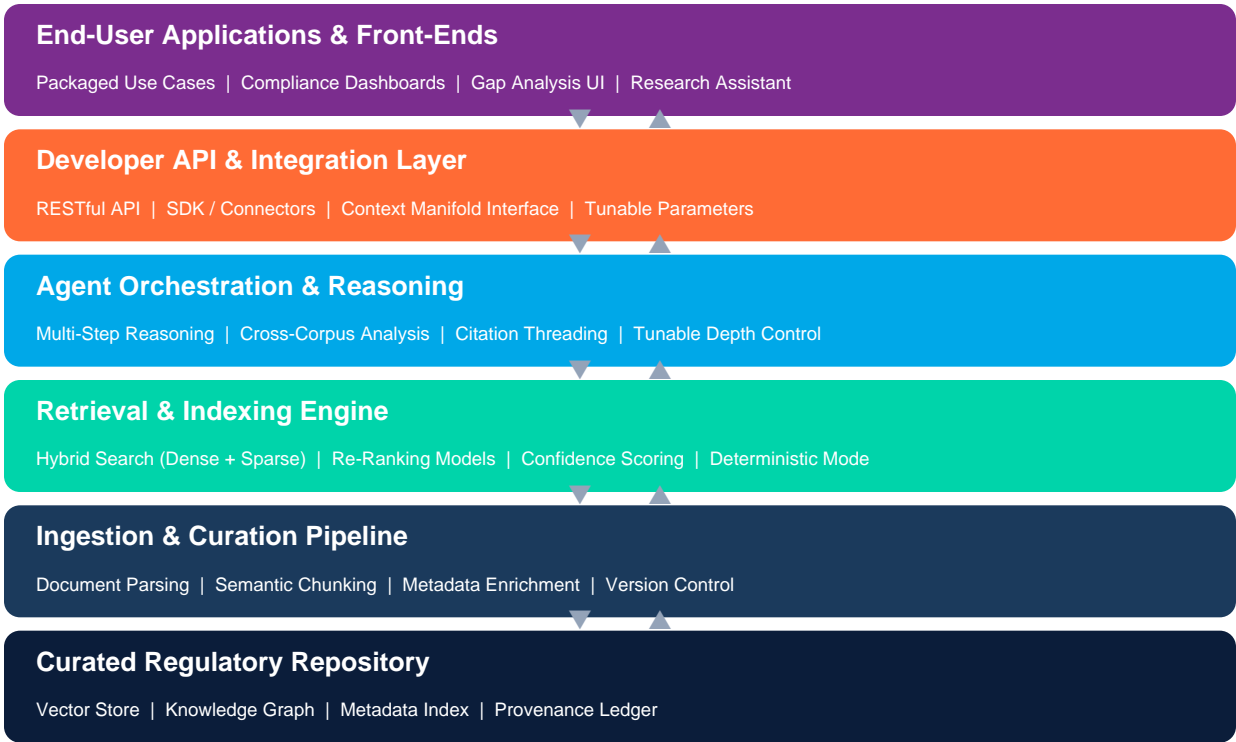 End-User Applications & Front-Ends
Packaged Use Cases | Compliance Dashboards | Gap Analysis UI | Research Assistant
Developer API & Integration Layer
RESTful API | SDK / Connectors | Context Manifold Interface | Tunable Parameters
Agent Orchestration & Reasoning
Multi-Step Reasoning | Cross-Corpus Analysis | Citation Threading | Tunable Depth Control
Retrieval & Indexing Engine
Hybrid Search (Dense + Sparse) | Re-Ranking Models | Confidence Scoring | Deterministic Mode
Ingestion & Curation Pipeline
Document Parsing | Semantic Chunking | Metadata Enrichment | Version Control
Curated Regulatory Repository
Vector Store | Knowledge Graph | Metadata Index | Provenance Ledger